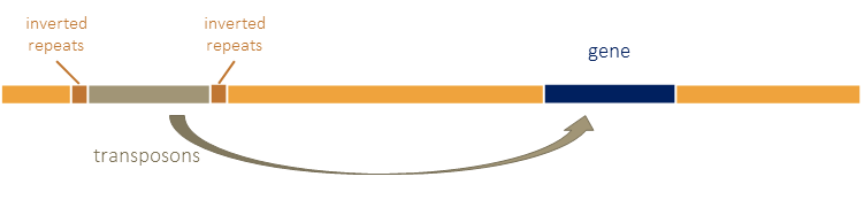 inverted
repeats
inverted
repeats
gene
transposons